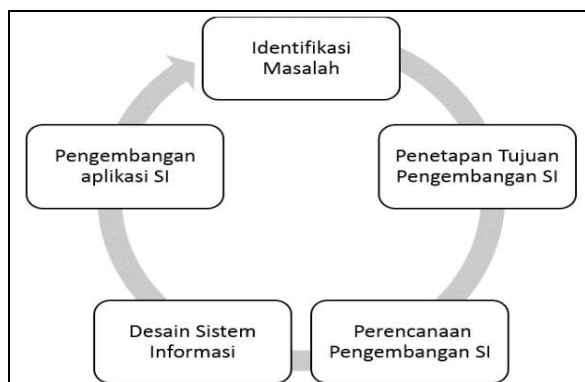 Identifikasi
Masalah
Penetapan Tujuan
Pengembangan SI
Perencanaan
Pengembangan SI
Desain Sistem
Informasi
Pengembangan
aplikasi SI